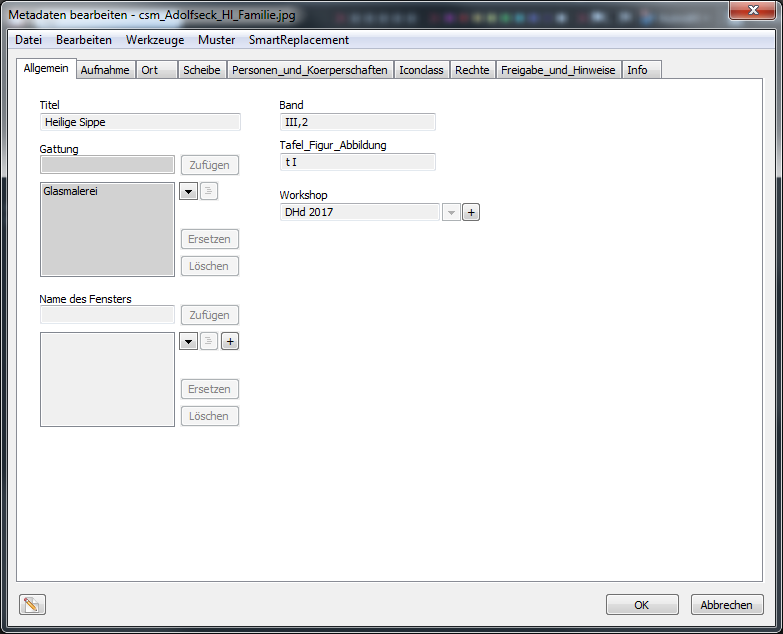 Metadaten bearbeiten - csm_Adolfseck_HI_Familie.jpg
Datei Bearbeiten Werkzeuge Muster SmartReplacement
Allgemein Aufnahme Ort Scheibe Personen_und_Koerperschaften Iconclass Rechte Freigabe_und_Hinweise Info
Titel
Heilige Sippe
Band
III,2
Gattung
Zufügen
Glasmalerei
Ersetzen
Löschen
Tafel_Figur_Abbildung
t I
Workshop
DHd 2017
+
Name des Fensters
Zufügen
+
Ersetzen
Löschen
OK Abbrechen